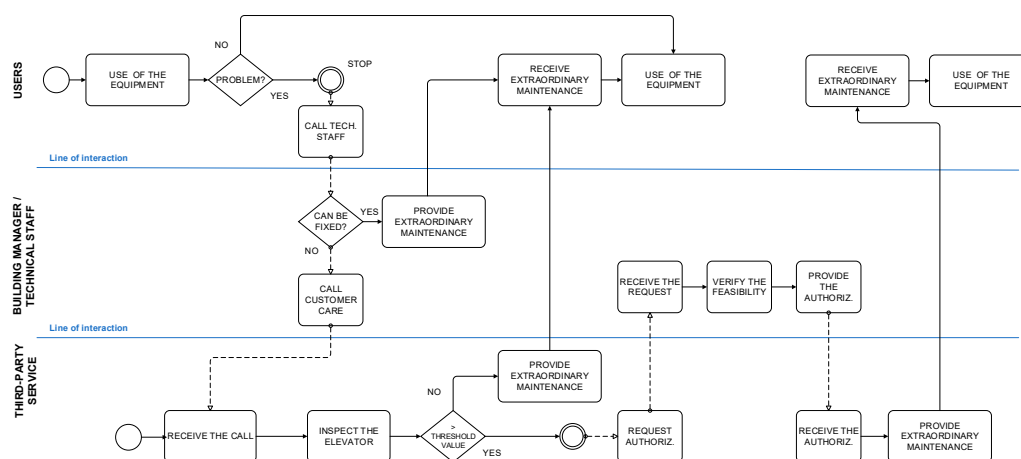 USERS
USE OF THE
EQUIPMENT
NO
PROBLEM?
YES
STOP
CALL TECH.
STAFF
RECEIVE
EXTRAORDINARY
MAINTENANCE
USE OF THE
EQUIPMENT
RECEIVE
EXTRAORDINARY
MAINTENANCE
USE OF THE
EQUIPMENT
Line of interaction
BUILDING MANAGER /
TECHNICAL STAFF
CAN BE
FIXED?
YES
NO
PROVIDE
EXTRAORDINARY
MAINTENANCE
CALL
CUSTOMER
CARE
RECEIVE THE
REQUEST
VERIFY THE
FEASIBILITY
PROVIDE
THE
AUTHORIZ.
Line of interaction
THIRD-PARTY
SERVICE
RECEIVE THE CALL
INSPECT THE
ELEVATOR
>
THRESHOLD
VALUE
NO
YES
PROVIDE
EXTRAORDINARY
MAINTENANCE
REQUEST
AUTHORIZ.
RECEIVE THE
AUTHORIZ.
PROVIDE
EXTRAORDINARY
MAINTENANCE